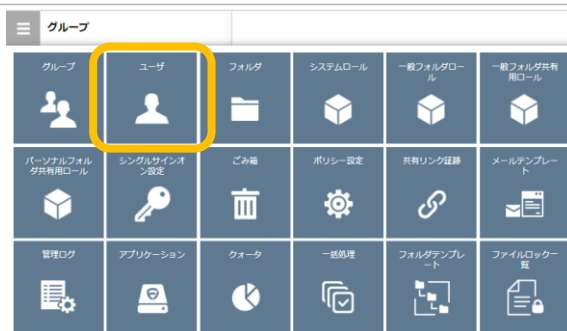 グループ
グループ
ユーザ
フォルダ
システムロール
一般フォルダロー
ル
一般フォルダ共有
用ロール
パーソナルフォル
ダ共有用ロール
シングルサインオ
ン設定
ごみ箱
ポリシー設定
共有リンク証跡
メールテンプレー
ト
管理ログ
アプリケーション
クォータ
一括処理
フォルダテンプレ
ート
ファイルロック一
覧